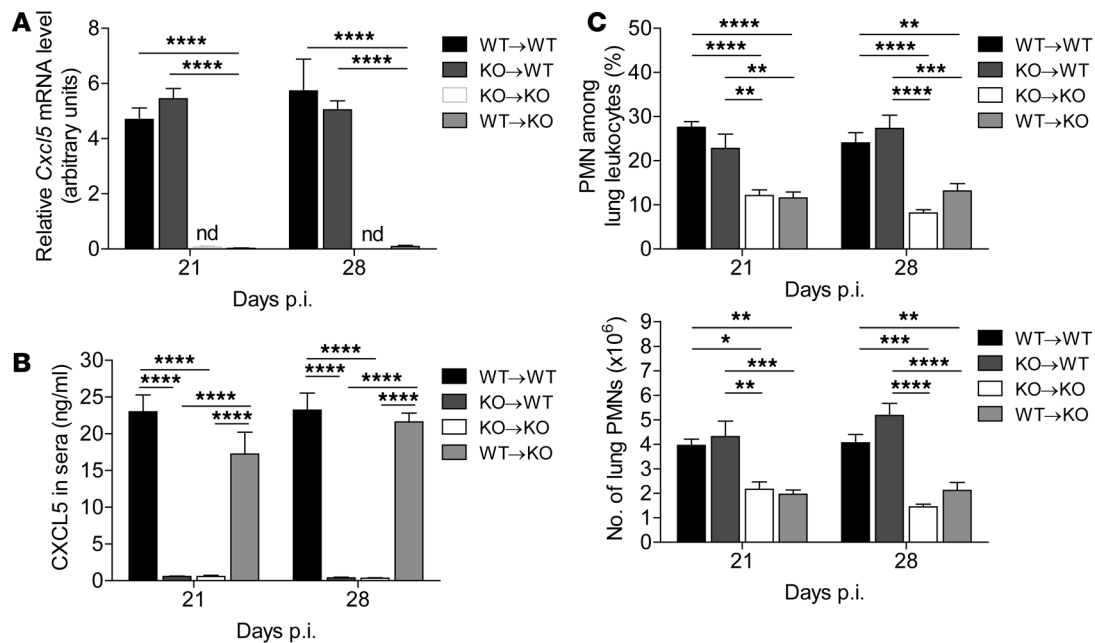 A
Relative Cxcl5 mRNA level
(arbitrary units)
8
6
4
2
0
****
****
****
****
nd
nd
21
28
Days p.i.
WT→WT
KO→WT
KO→KO
WT→KO
B
CXCL5 in sera (ng/ml)
30
25
20
15
10
5
0
****
****
****
****
****
****
****
****
21
28
Days p.i.
WT→WT
KO→WT
KO→KO
WT→KO
C
PMN among
lung leukocytes (%)
50
40
30
20
10
0
****
****
**
**
**
****
***
****
21
28
Days p.i.
WT→WT
KO→WT
KO→KO
WT→KO
No. of lung PMNs (x10⁶)
9
8
7
6
5
4
3
2
1
0
**
*
***
**
**
***
****
****
21
28
Days p.i.
WT→WT
KO→WT
KO→KO
WT→KO